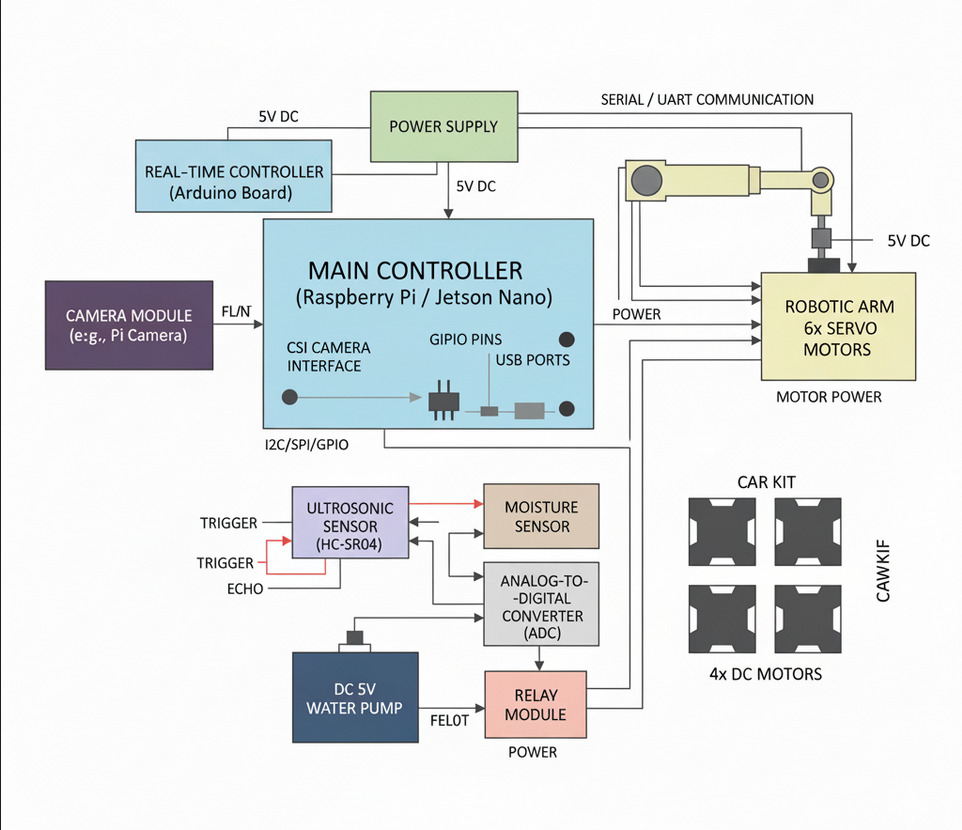 SERIAL / UART COMMUNICATION
5V DC
POWER SUPPLY
REAL-TIME CONTROLLER
(Arduino Board)
5V DC
5V DC
MAIN CONTROLLER
(Raspberry Pi / Jetson Nano)
CAMERA MODULE
(e:g., Pi Camera)
FL/N
POWER
ROBOTIC ARM
6x SERVO
MOTORS
MOTOR POWER
CSI CAMERA
INTERFACE
GIPIO PINS
USB PORTS
I2C/SPI/GPIO
TRIGGER
TRIGGER
ECHO
ULTRASONIC
SENSOR
(HC-SR04)
MOISTURE
SENSOR
ANALOG-TO-
-DIGITAL
CONVERTER
(ADC)
DC 5V
WATER PUMP
FEL0T
RELAY
MODULE
POWER
CAR KIT
CAWKIF
4x DC MOTORS